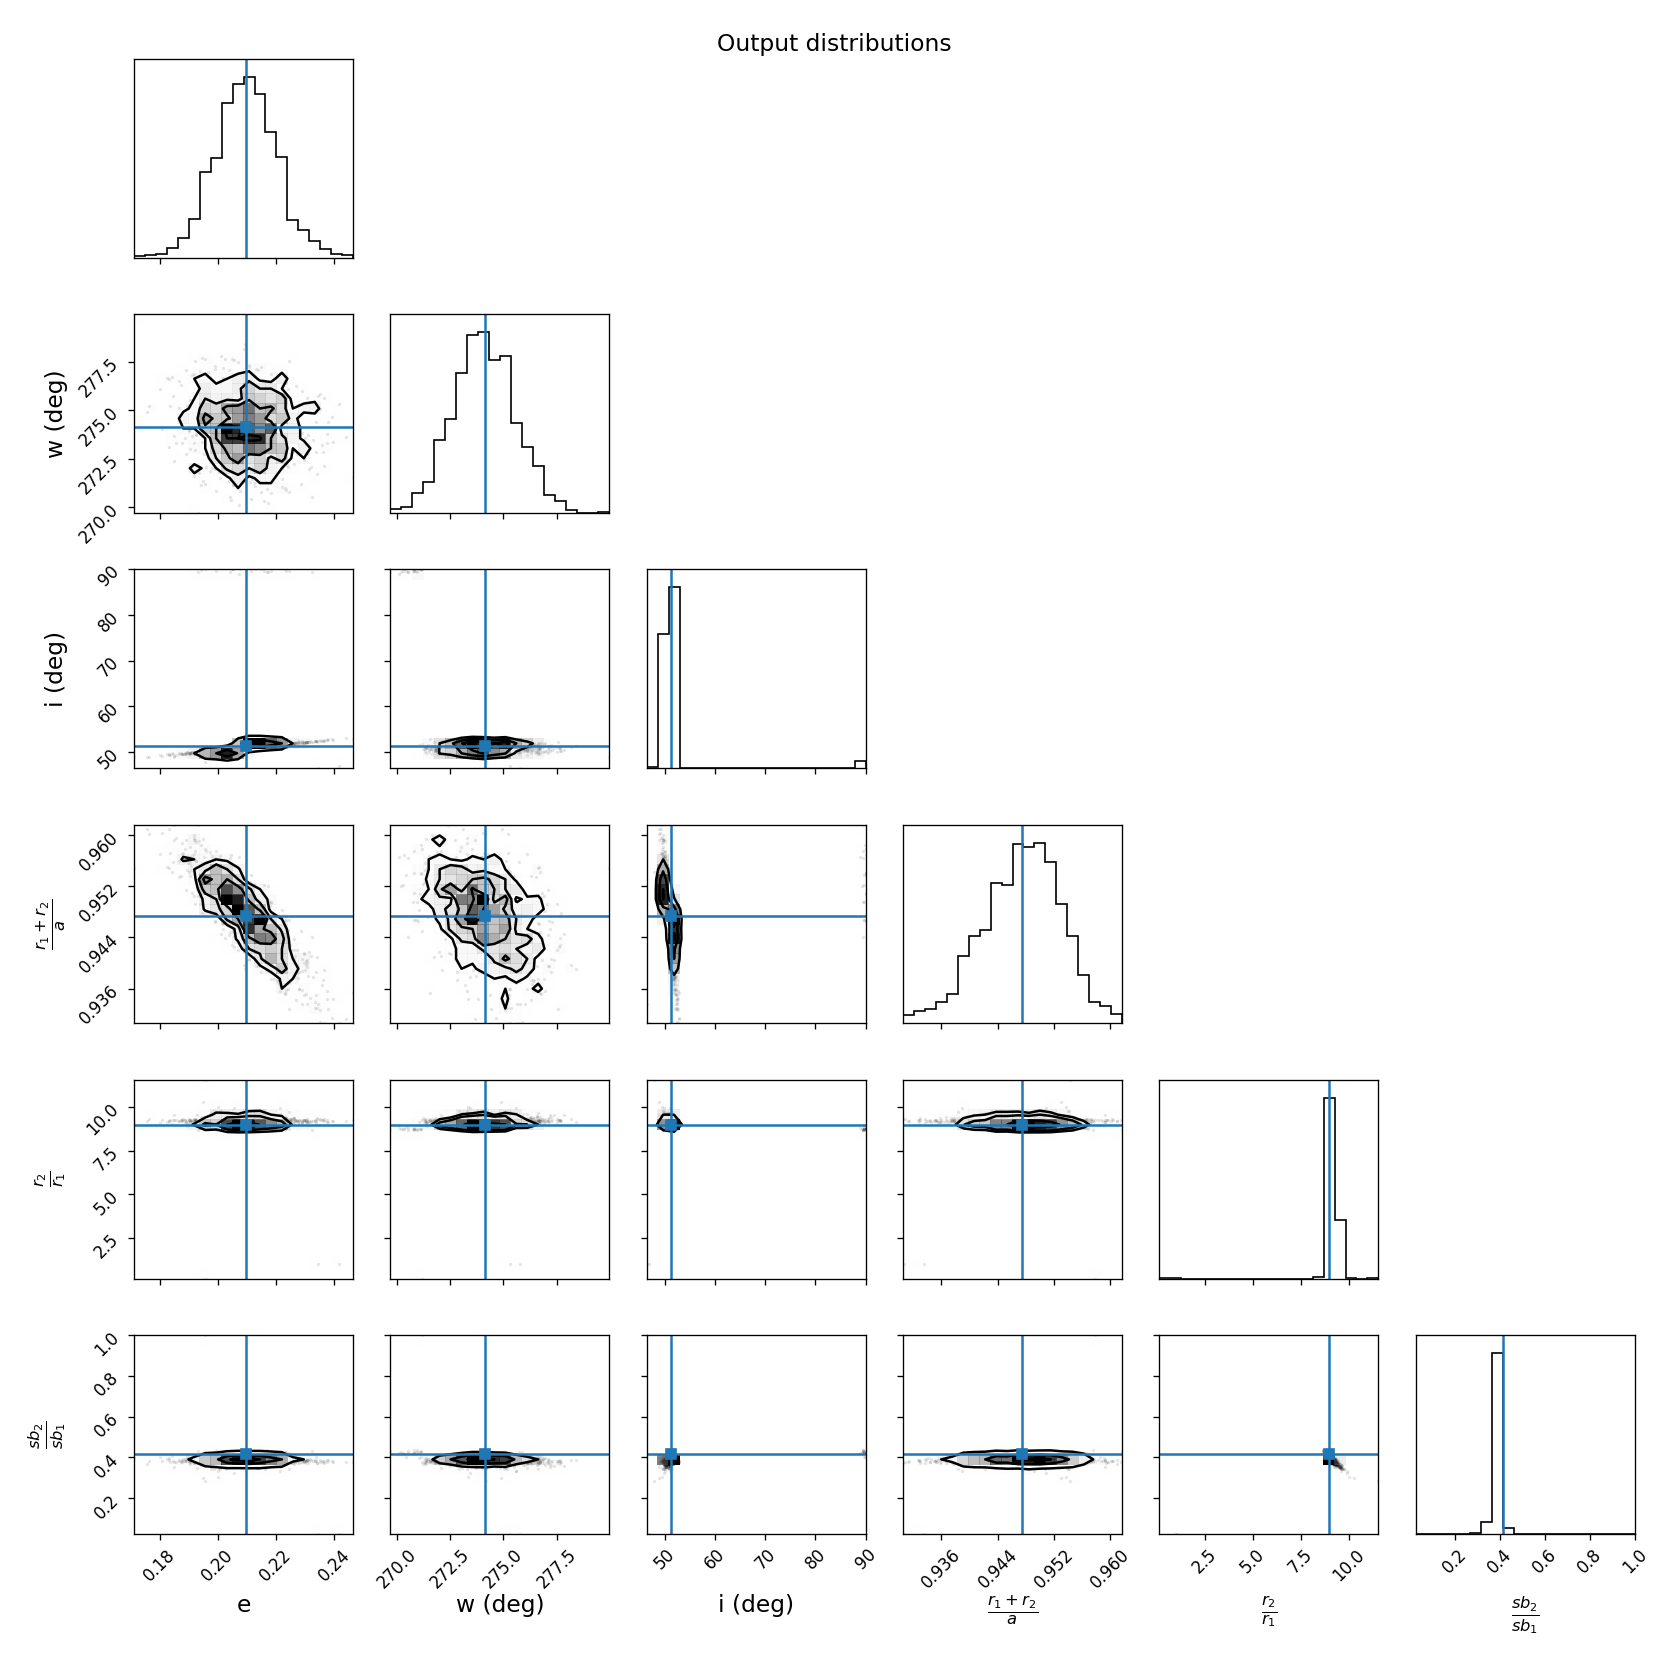 Output distributions
w (deg)
277.5
275.0
272.5
270.0
i (deg)
90
80
70
60
50
r1 + r2
a
0.960
0.952
0.944
0.936
r2
r1
10.0
7.5
5.0
2.5
sb2
sb1
1.0
0.8
0.6
0.4
0.2
0.18 0.20 0.22 0.24
e
270.0 272.5 275.0 277.5
w (deg)
50 60 70 80 90
i (deg)
0.936 0.944 0.952 0.960
r1 + r2
a
2.5 5.0 7.5 10.0
r2
r1
0.2 0.4 0.6 0.8 1.0
sb2
sb1